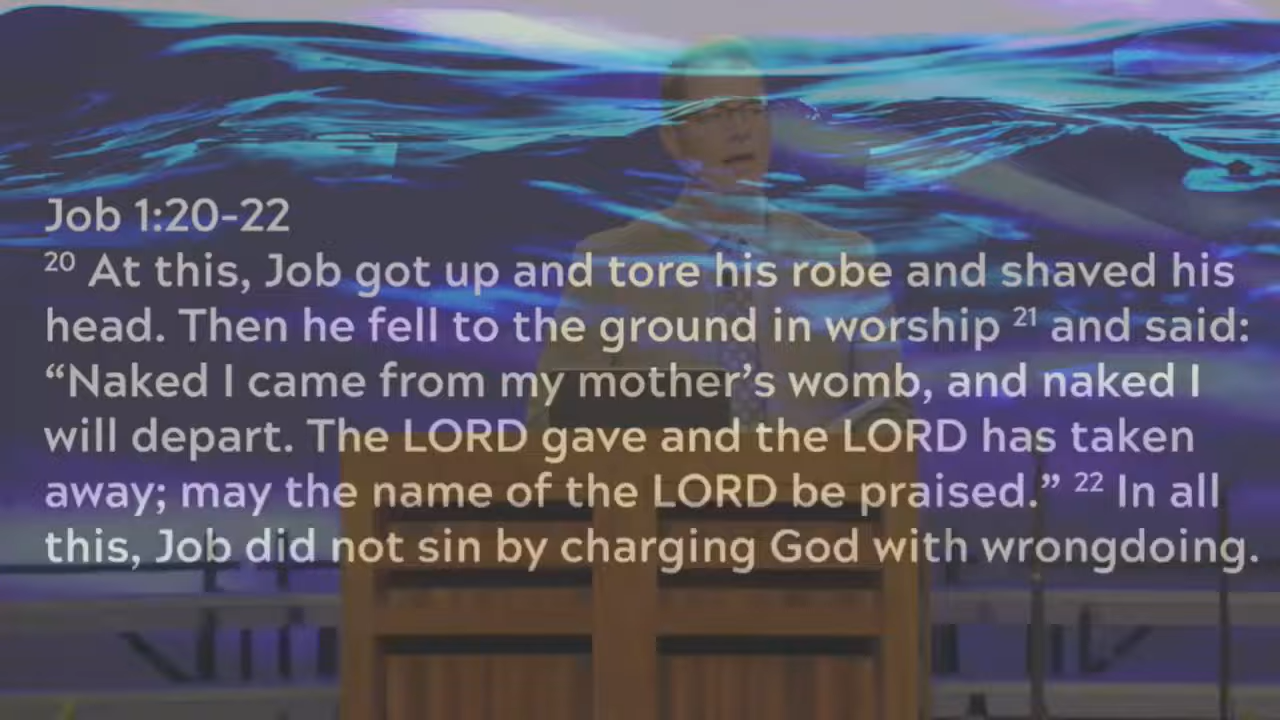 Job 1:20-22
20 At this, Job got up and tore his robe and shaved his
head. Then he fell to the ground in worship 21 and said:
“Naked I came from my mother’s womb, and naked I
will depart. The LORD gave and the LORD has taken
away; may the name of the LORD be praised.” 22 In all
this, Job did not sin by charging God with wrongdoing.